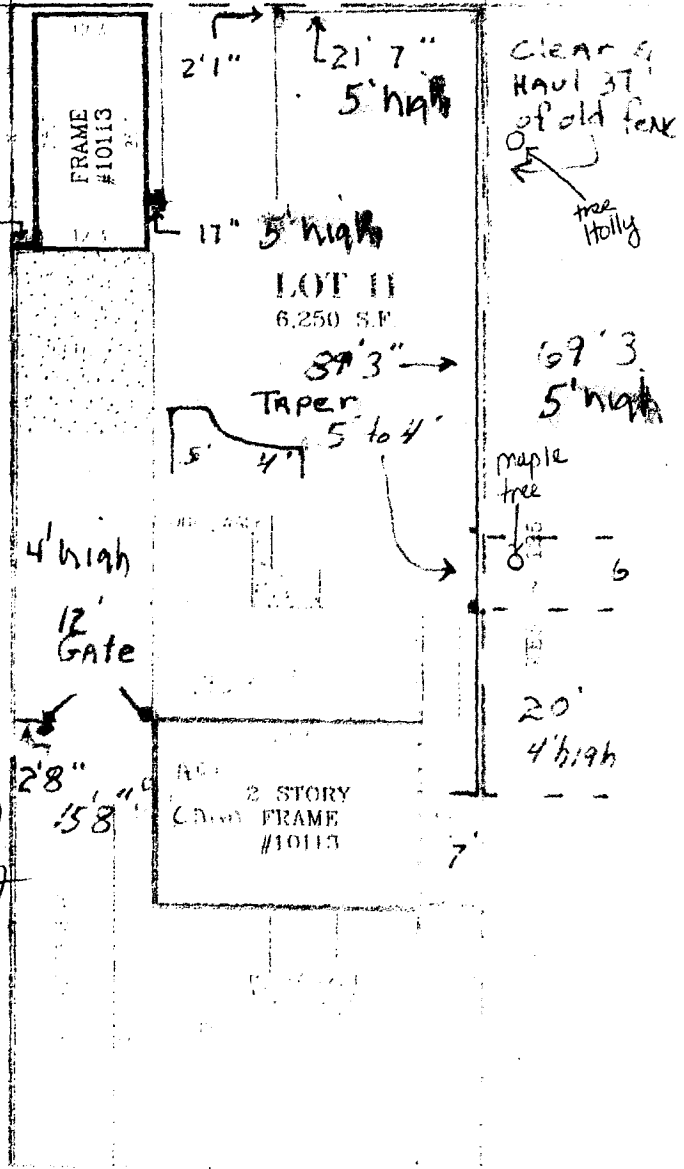 2'1"
21' 7"
5' high
Clear &
HAUl 37'
of old fence
tree
Holly
FRAME
#10113
17" 5' high
LOT 11
6,250 S.F.
89'3"
69'3
5' high
TAPER
5 to 4'
5'
4'
maple
tree
4' high
6
12'
GAte
20'
4' high
2'8"
15'8"
2 STORY
FRAME
#10113
7'